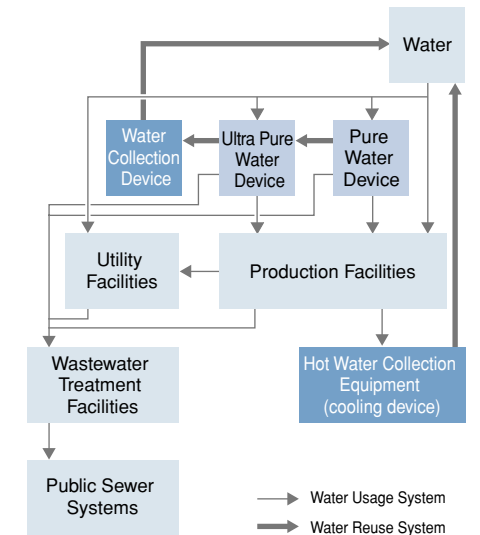 Water
Water
Collection
Device
Ultra Pure
Water
Device
Pure
Water
Device
Utility
Facilities
Production Facilities
Wastewater
Treatment
Facilities
Hot Water Collection
Equipment
(cooling device)
Public Sewer
Systems
Water Usage System
Water Reuse System